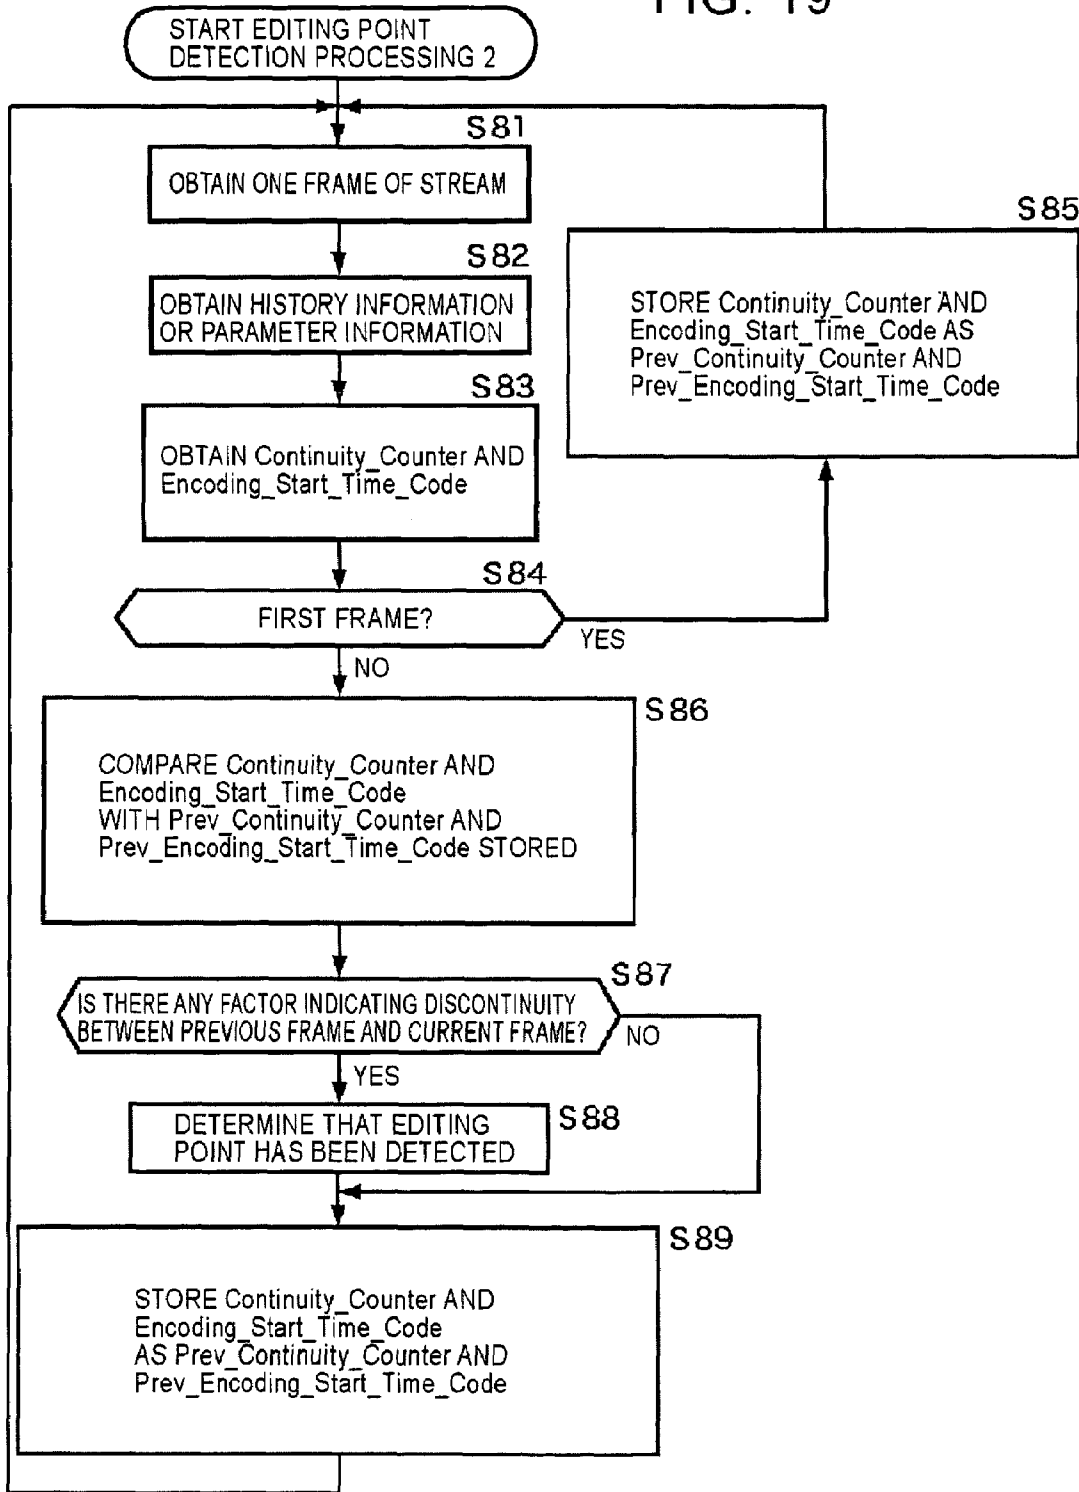 FIG. 19
START EDITING POINT
DETECTION PROCESSING 2
S81
OBTAIN ONE FRAME OF STREAM
S82
OBTAIN HISTORY INFORMATION
OR PARAMETER INFORMATION
S83
OBTAIN Continuity_Counter AND
Encoding_Start_Time_Code
S84
FIRST FRAME?
YES
NO
S85
STORE Continuity_Counter AND
Encoding_Start_Time_Code AS
Prev_Continuity_Counter AND
Prev_Encoding_Start_Time_Code
S86
COMPARE Continuity_Counter AND
Encoding_Start_Time_Code
WITH Prev_Continuity_Counter AND
Prev_Encoding_Start_Time_Code STORED
S87
IS THERE ANY FACTOR INDICATING DISCONTINUITY
BETWEEN PREVIOUS FRAME AND CURRENT FRAME?
NO
YES
S88
DETERMINE THAT EDITING
POINT HAS BEEN DETECTED
S89
STORE Continuity_Counter AND
Encoding_Start_Time_Code
AS Prev_Continuity_Counter AND
Prev_Encoding_Start_Time_Code